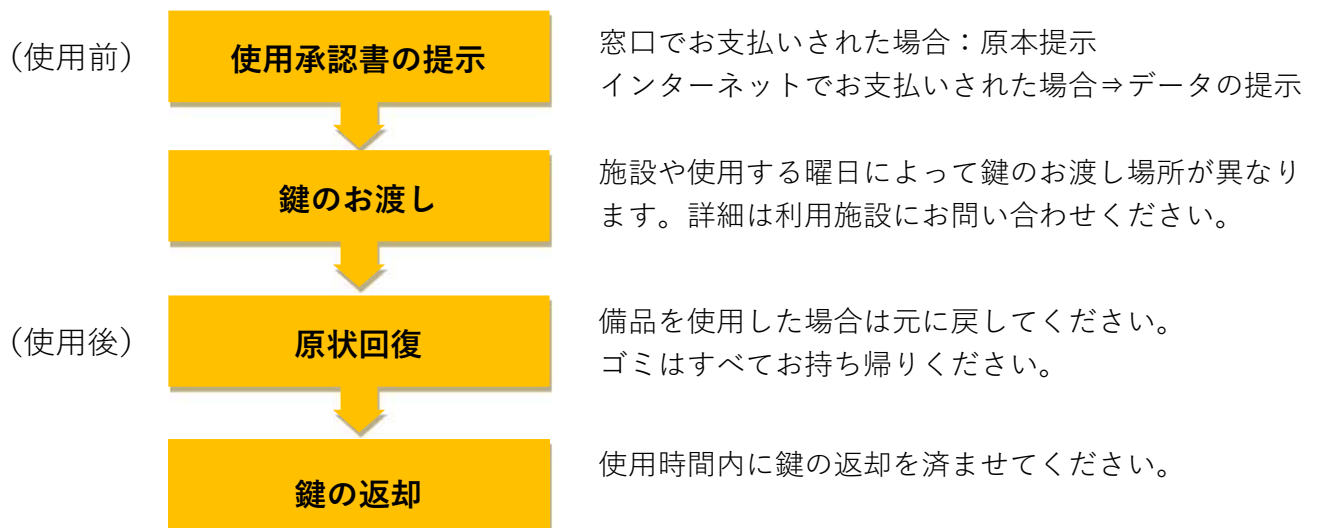 (使用前)
使用承認書の提示
窓口でお支払いされた場合：原本提示
インターネットでお支払いされた場合⇒データの提示
鍵のお渡し
施設や使用する曜日によって鍵のお渡し場所が異なり
ます。詳細は利用施設にお問い合わせください。
(使用後)
原状回復
備品を使用した場合は元に戻してください。
ゴミはすべてお持ち帰りください。
鍵の返却
使用時間内に鍵の返却を済ませてください。